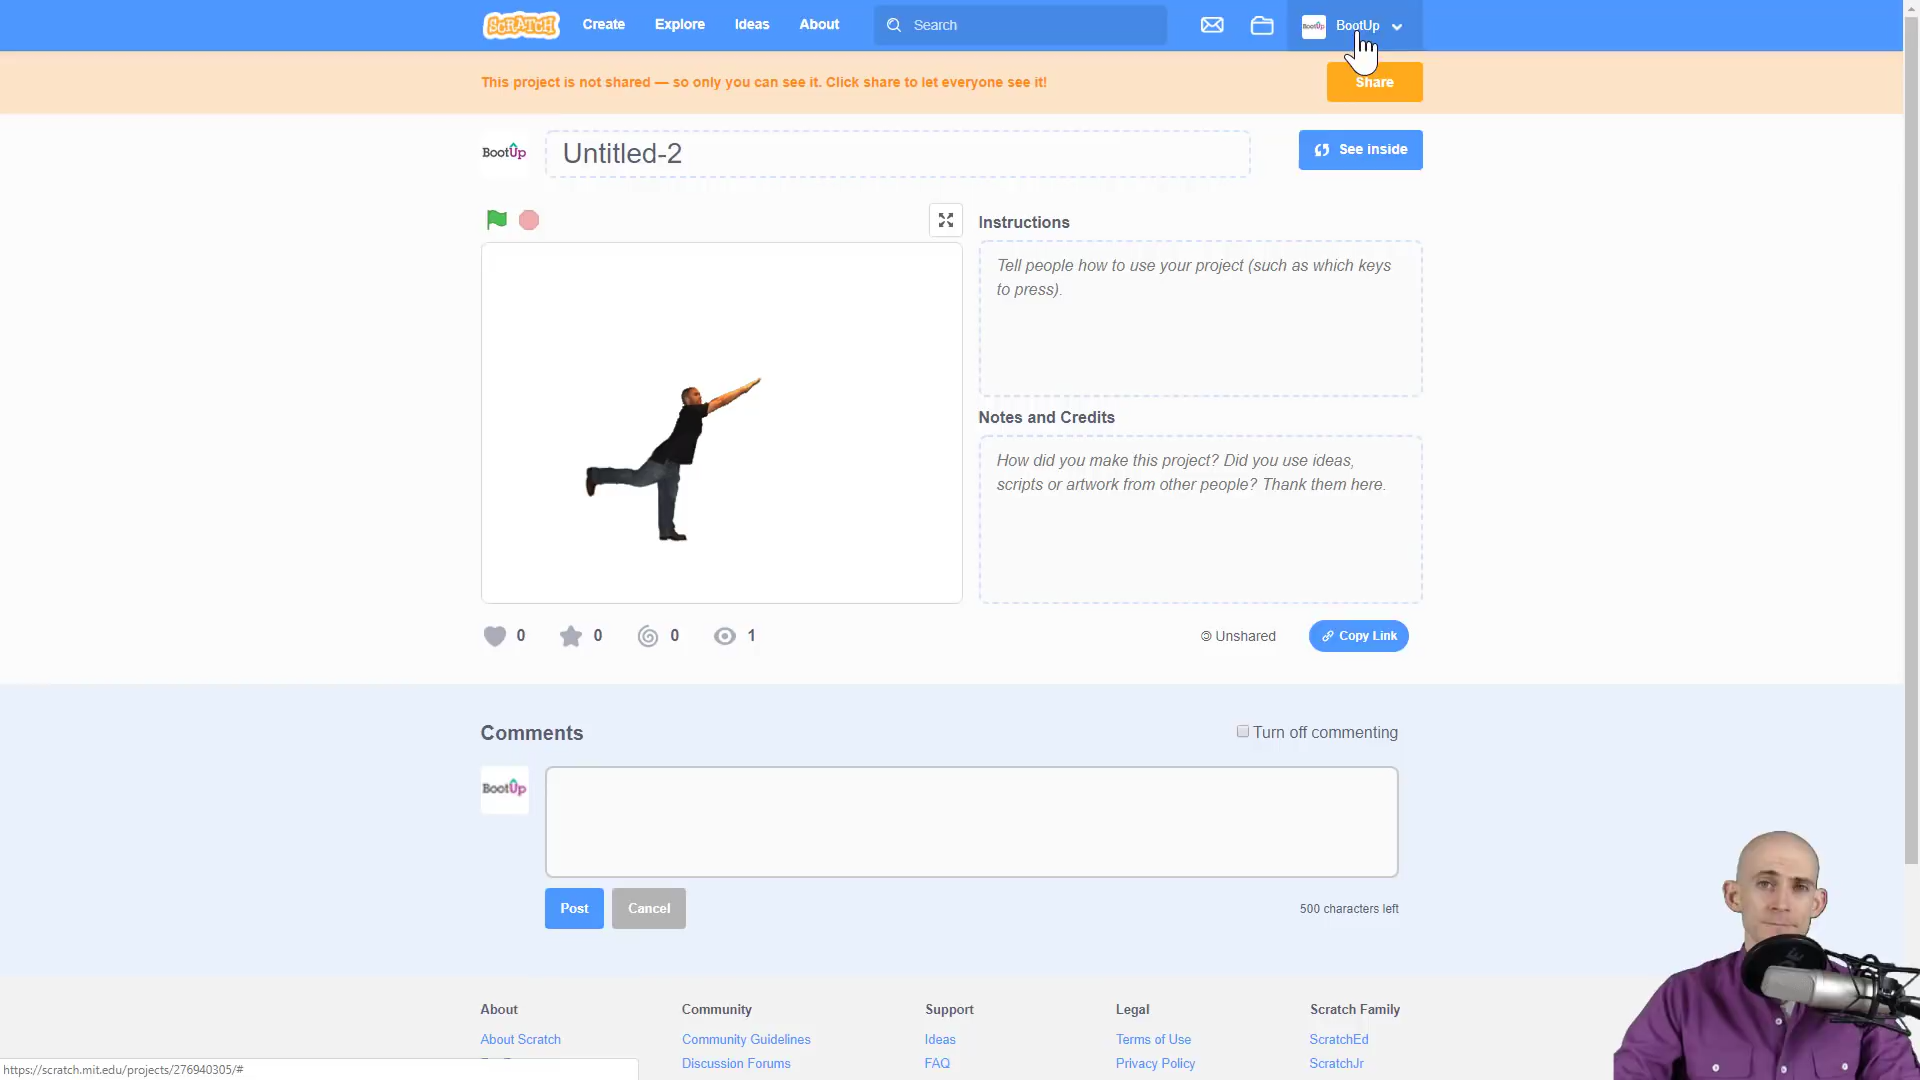 SCRATCH Create Explore Ideas About Search BootUp BootUp
This project is not shared — so only you can see it. Click share to let everyone see it! Share
BootUp Untitled-2 See inside
Instructions
Tell people how to use your project (such as which keys
to press).
Notes and Credits
How did you make this project? Did you use ideas,
scripts or artwork from other people? Thank them here.
0 0 0 1 Unshared Copy Link
Comments Turn off commenting
BootUp
Post Cancel 500 characters left
About Community Support Legal Scratch Family
About Scratch Community Guidelines Ideas Terms of Use ScratchEd
Discussion Forums FAQ Privacy Policy ScratchJr
https://scratch.mit.edu/projects/276940305/#